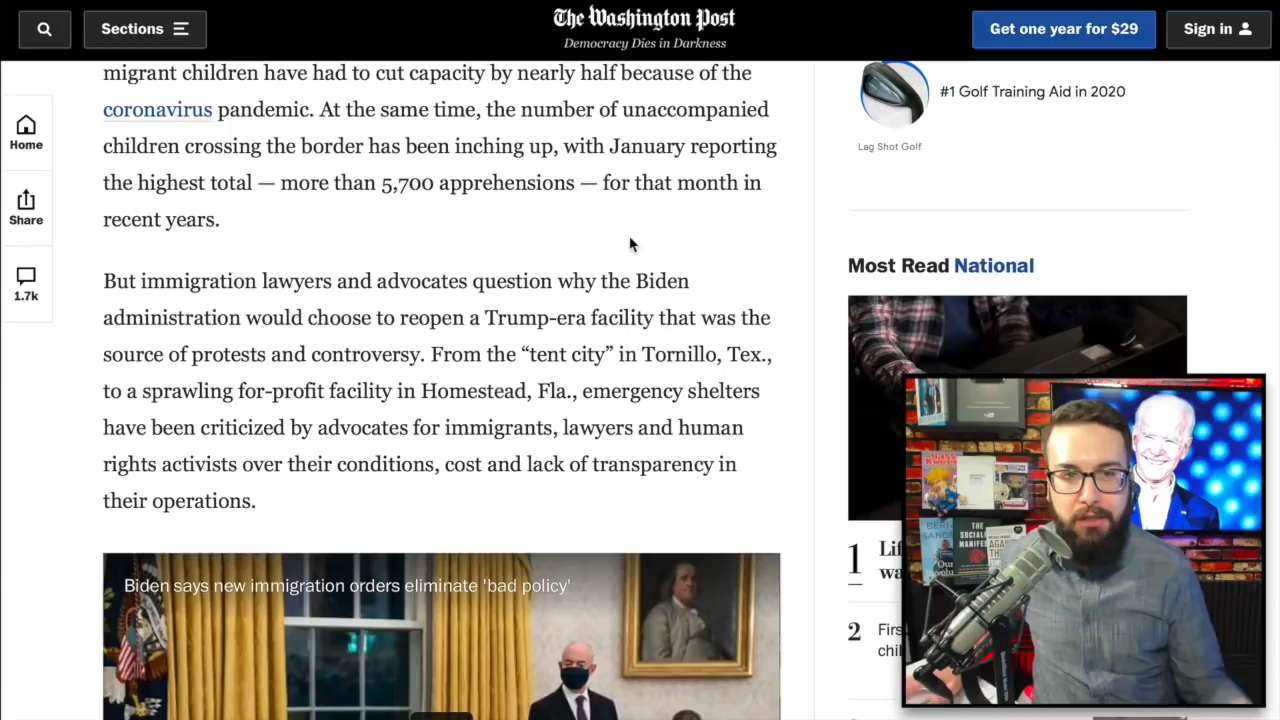 Sections
The Washington Post
Democracy Dies in Darkness
Get one year for $29
Sign in
Home
Share
1.7k
migrant children have had to cut capacity by nearly half because of the
coronavirus pandemic. At the same time, the number of unaccompanied
children crossing the border has been inching up, with January reporting
the highest total — more than 5,700 apprehensions — for that month in
recent years.
But immigration lawyers and advocates question why the Biden
administration would choose to reopen a Trump-era facility that was the
source of protests and controversy. From the “tent city” in Tornillo, Tex.,
to a sprawling for-profit facility in Homestead, Fla., emergency shelters
have been criticized by advocates for immigrants, lawyers and human
rights activists over their conditions, cost and lack of transparency in
their operations.
Biden says new immigration orders eliminate 'bad policy'
#1 Golf Training Aid in 2020
Lag Shot Golf
Most Read National
1
2
THE